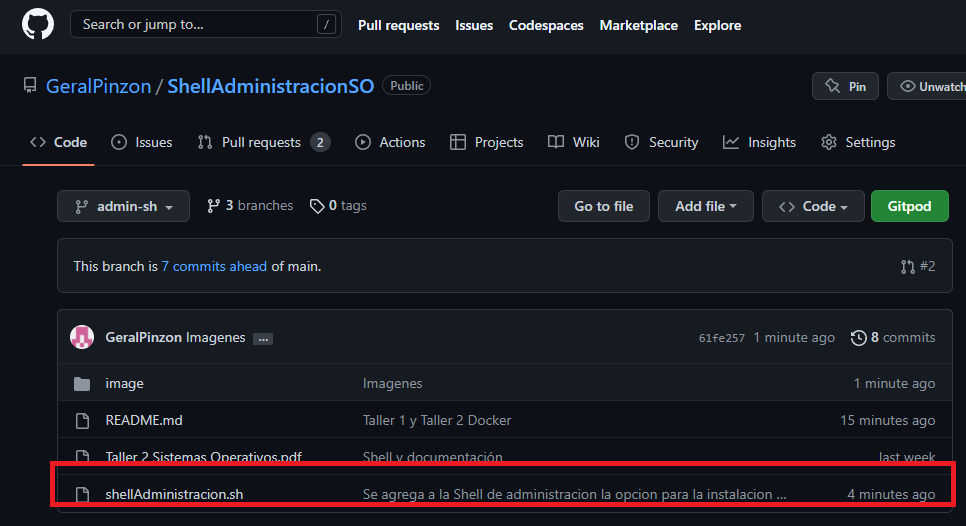 Search or jump to... /
Pull requests Issues Codespaces Marketplace Explore
GeralPinzon / ShellAdministracionSO Public
Pin Unwatch
Code Issues Pull requests 2 Actions Projects Wiki Security Insights Settings
admin-sh 3 branches 0 tags Go to file Add file Code Gitpod
This branch is 7 commits ahead of main. #2
GeralPinzon Imagenes ... 61fe257 1 minute ago 8 commits
image Imagenes 1 minute ago
README.md Taller 1 y Taller 2 Docker 15 minutes ago
Taller 2 Sistemas Operativos.pdf Shell y documentación last week
shellAdministracion.sh Se agrega a la Shell de administracion la opcion para la instalacion ... 4 minutes ago